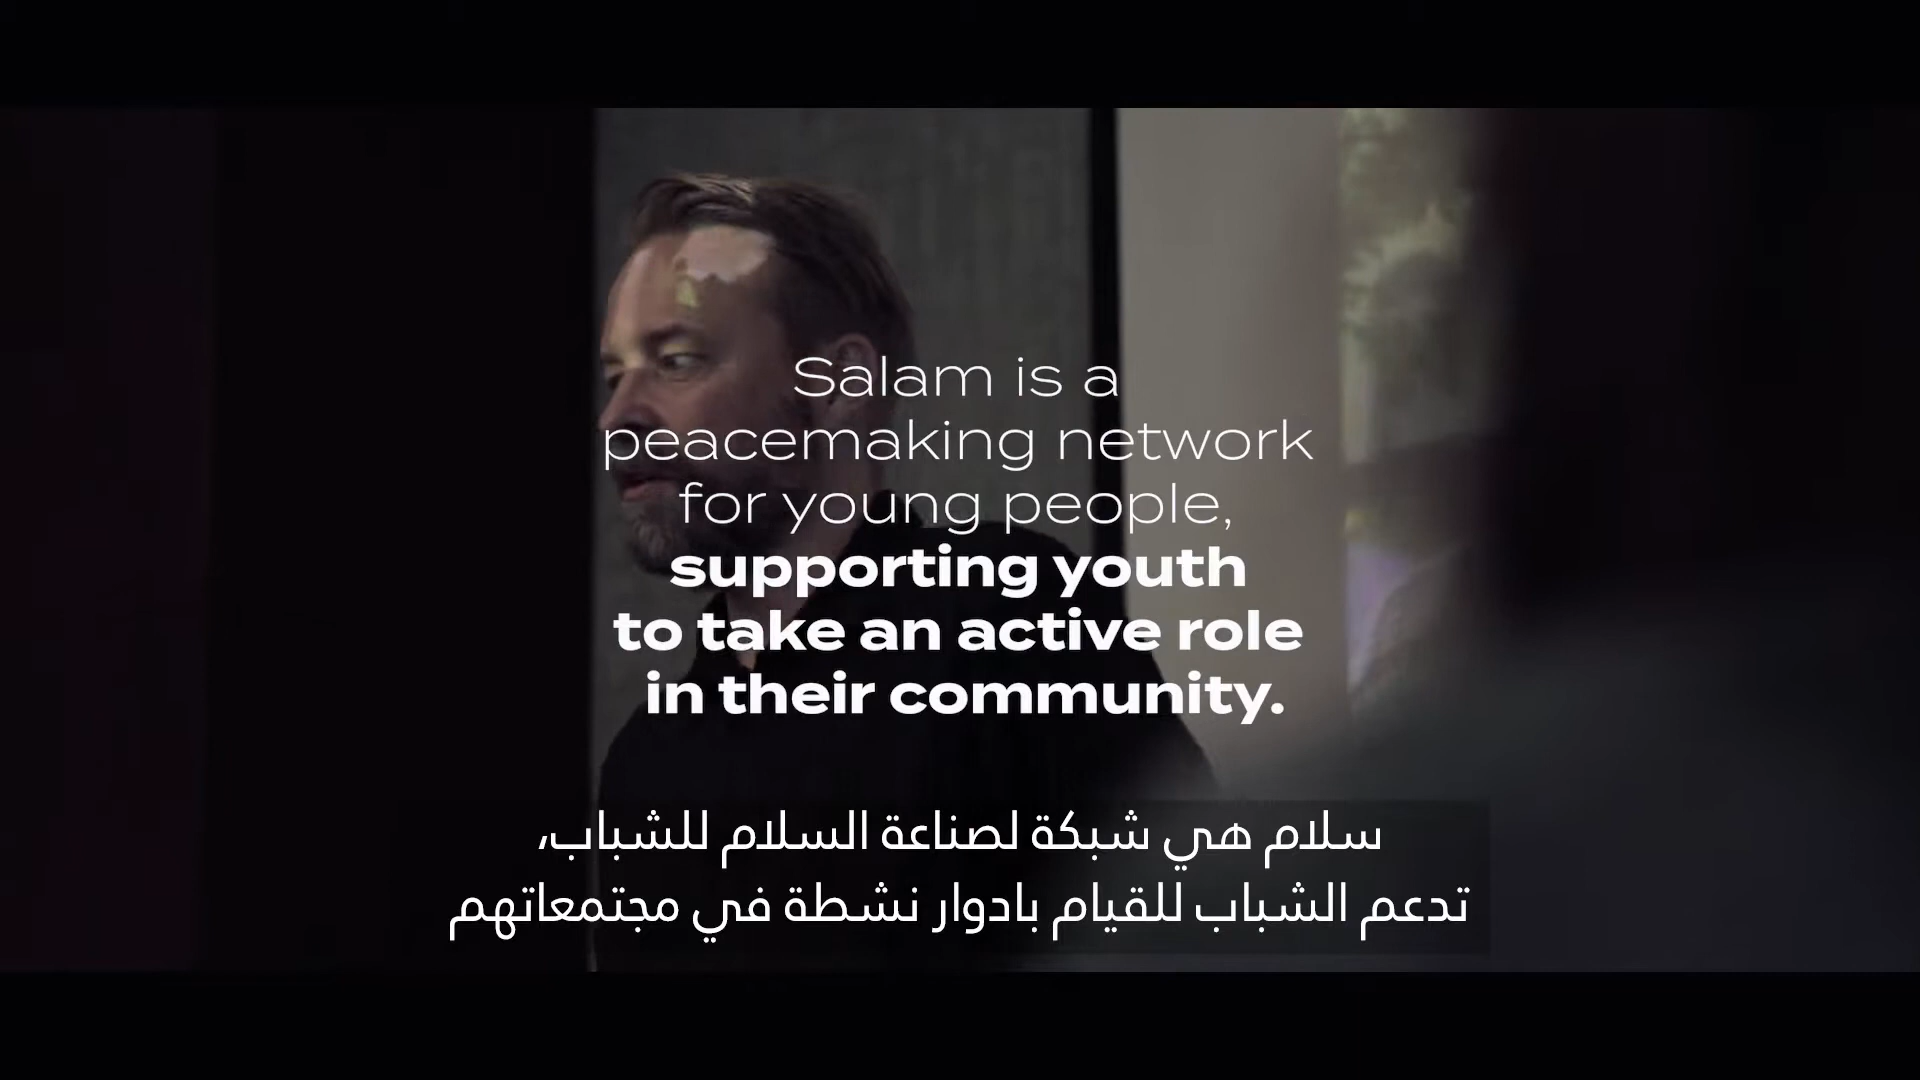 Salam is a
peacemaking network
for young people,
supporting youth
to take an active role
in their community.
سلام هي شبكة لصناعة السلام للشباب،
تدعم الشباب للقيام بادوار نشطة في مجتمعاتهم